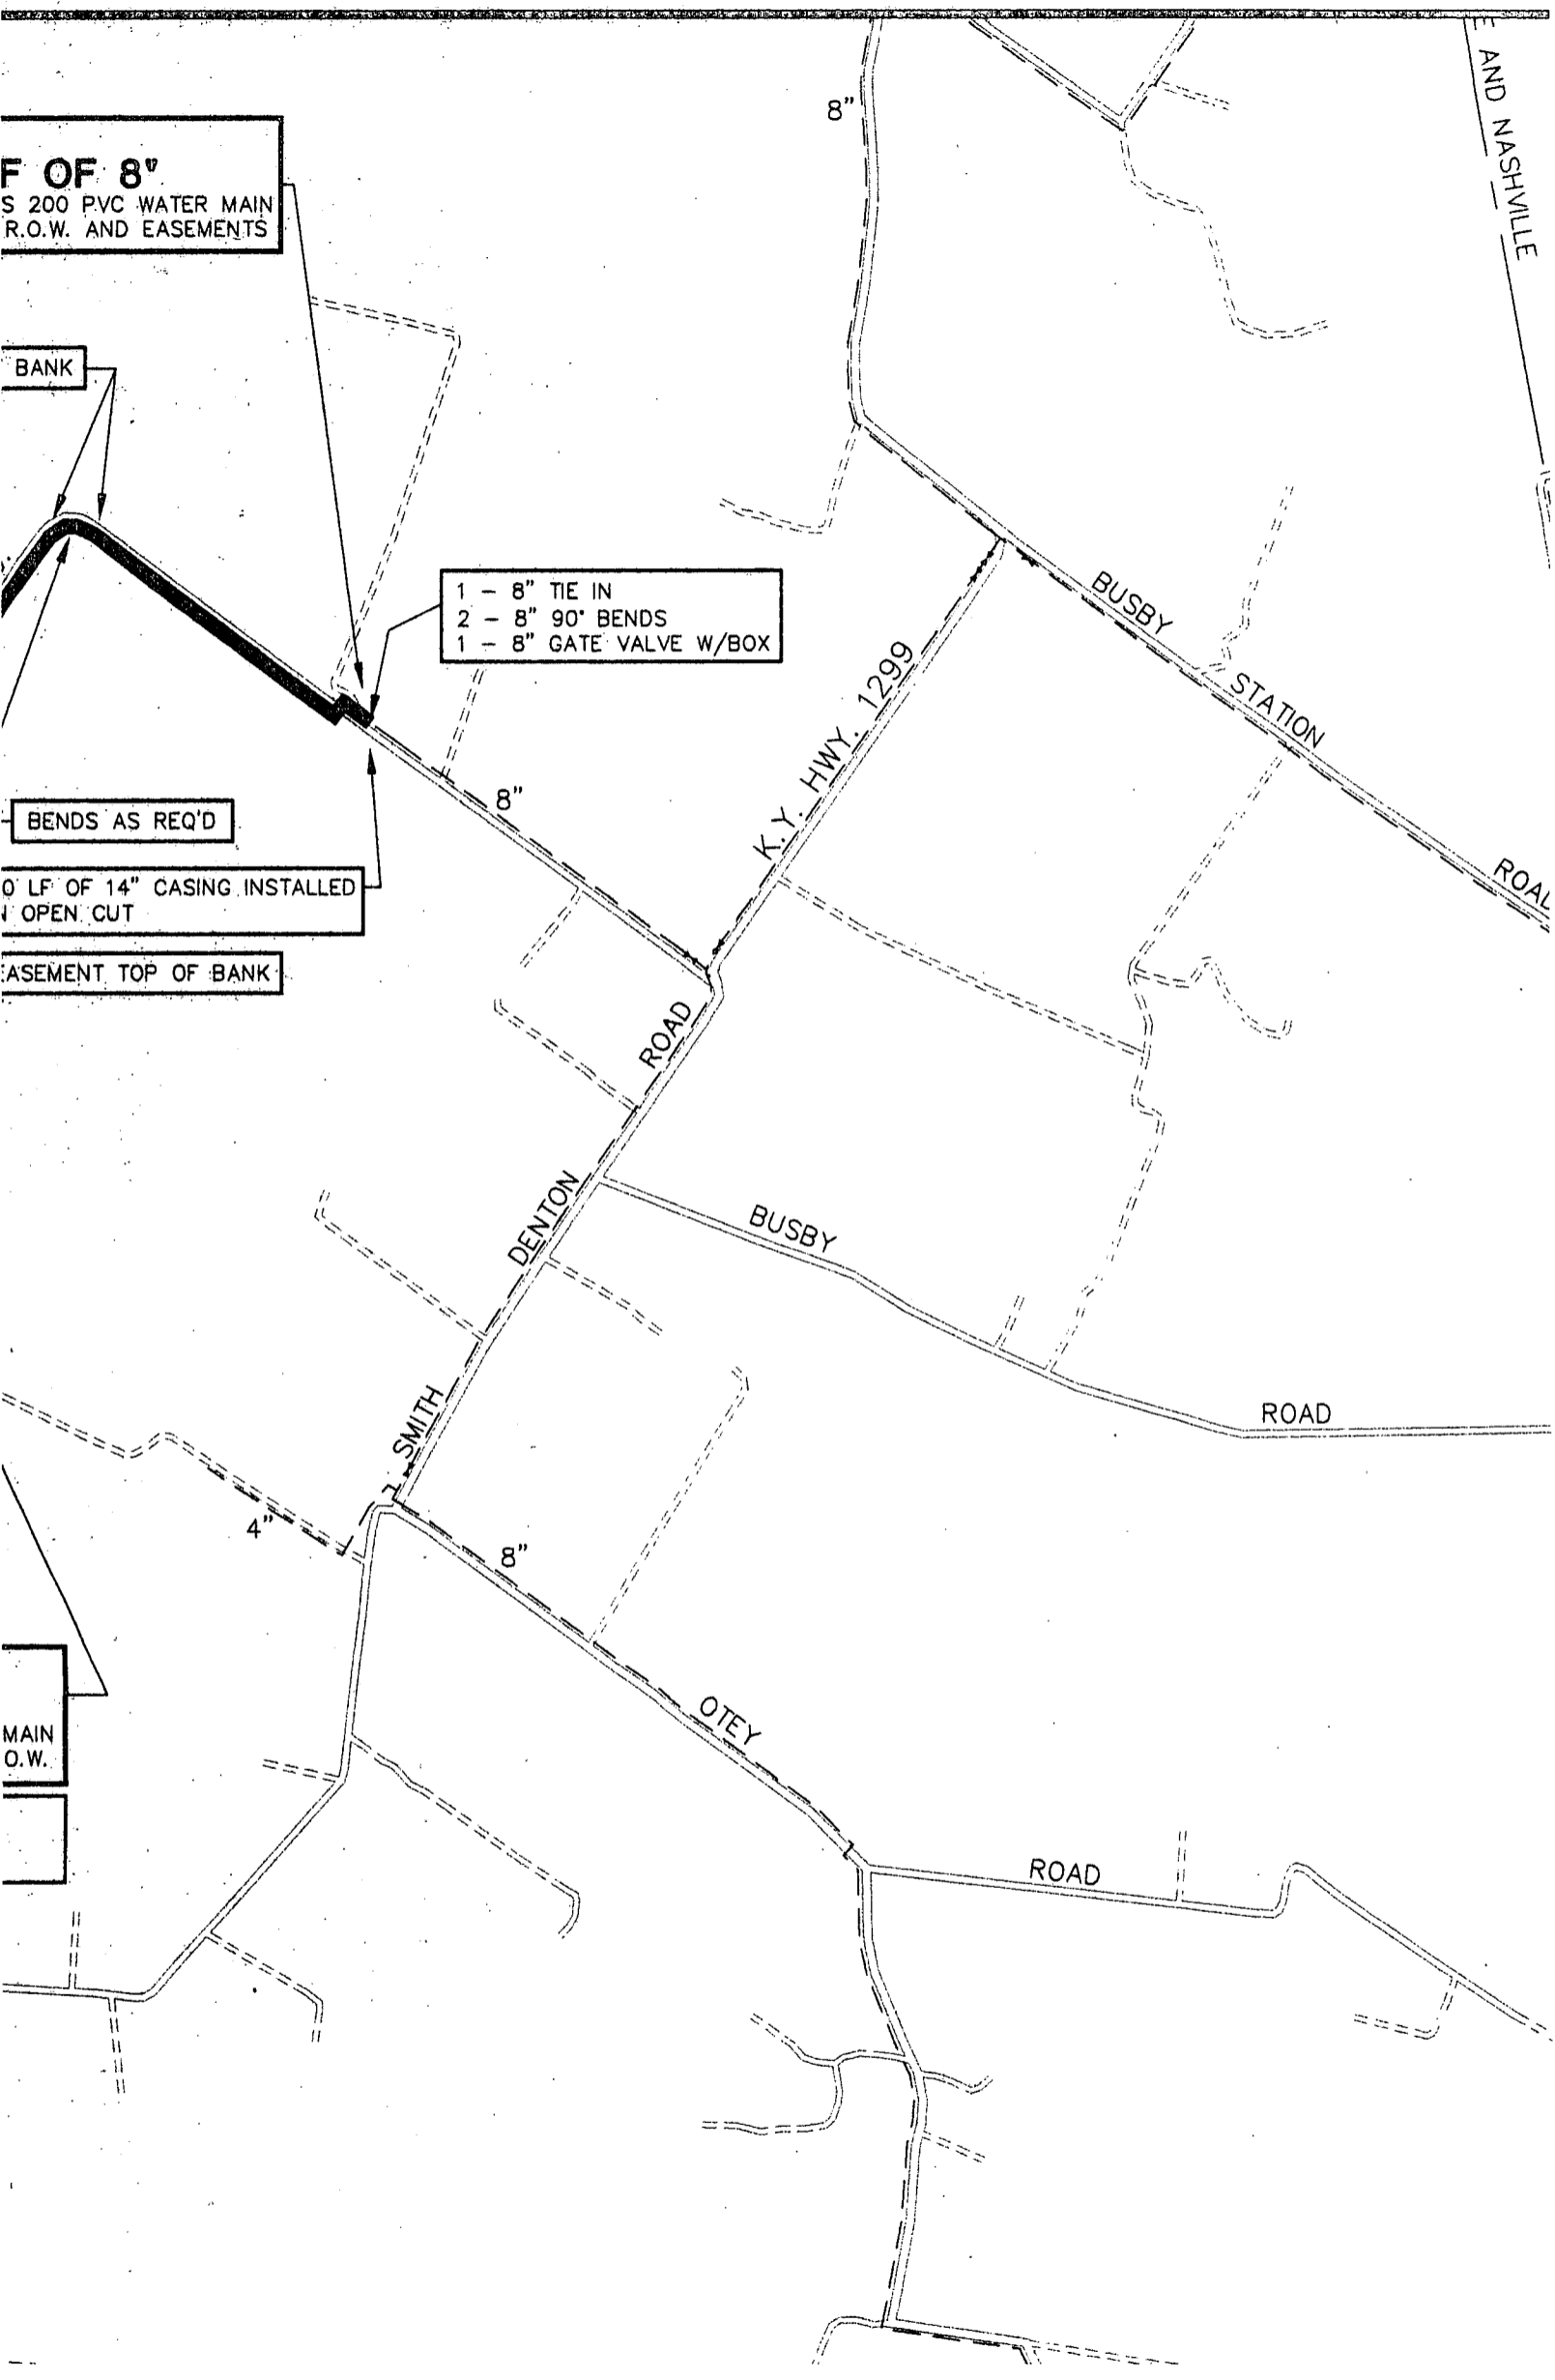 8"
E AND NASHVILLE
F OF 8"
S 200 PVC WATER MAIN
R.O.W. AND EASEMENTS
BANK
1 - 8" TIE IN
2 - 8" 90° BENDS
1 - 8" GATE VALVE W/BOX
BUSBY
STATION
K.Y. HWY. 1299
8"
BENDS AS REQ'D
0 LF OF 14" CASING INSTALLED
OPEN CUT
EASEMENT TOP OF BANK
ROAD
DENTON
BUSBY
SMITH
ROAD
4"
8"
OTEY
MAIN
O.W.
ROAD